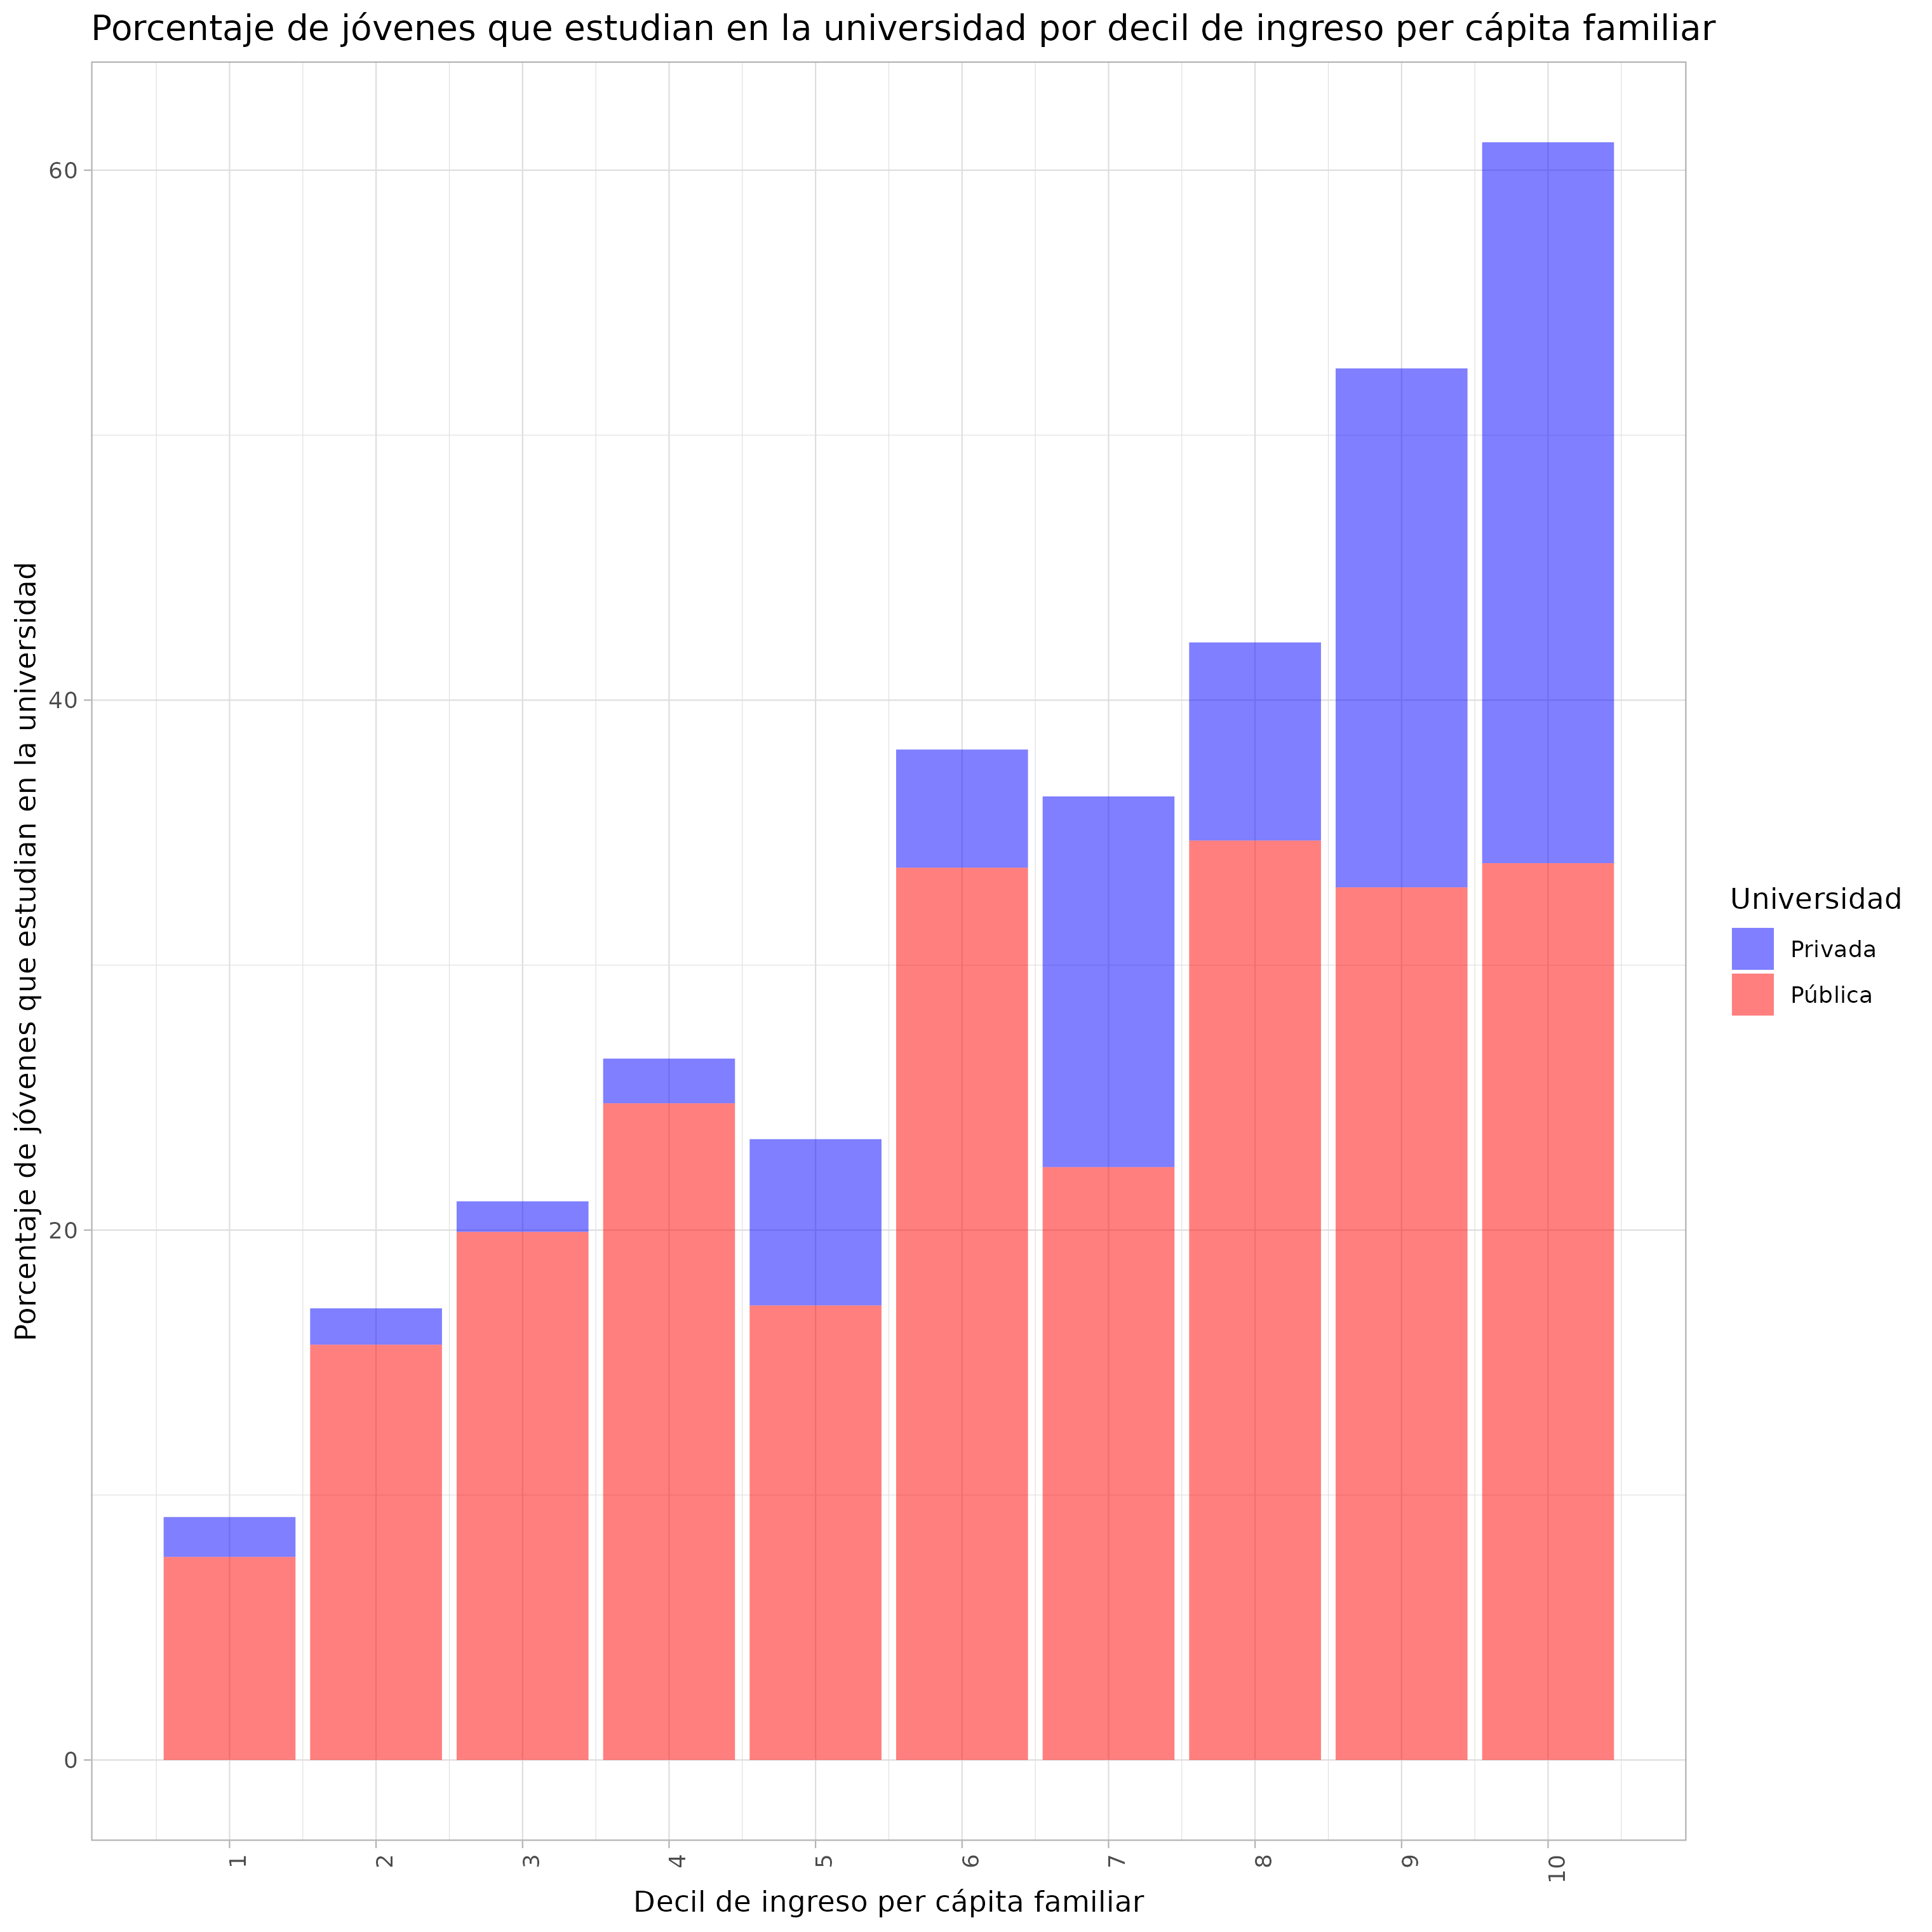 Porcentaje de jóvenes que estudian en la universidad por decil de ingreso per cápita familiar
Porcentaje de jóvenes que estudian en la universidad
60
40
20
0
1
2
3
4
5
6
7
8
9
10
Decil de ingreso per cápita familiar
Universidad
Privada
Pública